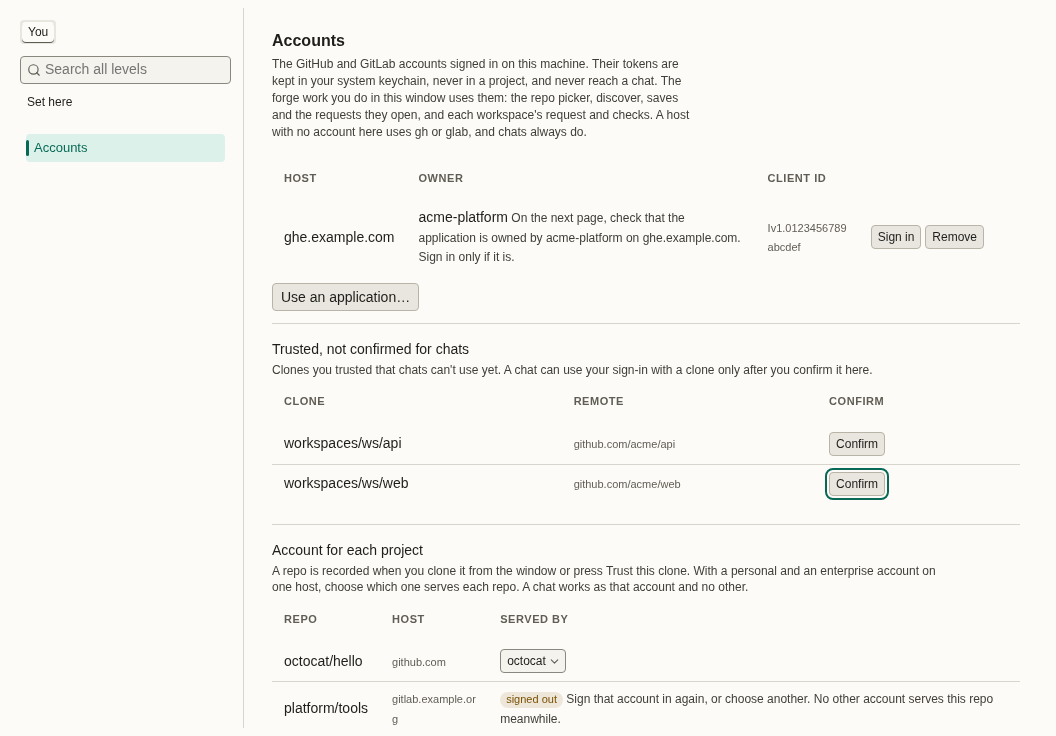 You
Search all levels
Set here
Accounts
Accounts
The GitHub and GitLab accounts signed in on this machine. Their tokens are
kept in your system keychain, never in a project, and never reach a chat. The
forge work you do in this window uses them: the repo picker, discover, saves
and the requests they open, and each workspace's request and checks. A host
with no account here uses gh or glab, and chats always do.
HOST OWNER CLIENT ID
ghe.example.com
acme-platform On the next page, check that the
application is owned by acme-platform on ghe.example.com.
Sign in only if it is.
Iv1.0123456789
abcdef
Sign in Remove
Use an application…
Trusted, not confirmed for chats
Clones you trusted that chats can't use yet. A chat can use your sign-in with a clone only after you confirm it here.
CLONE REMOTE CONFIRM
workspaces/ws/api github.com/acme/api Confirm
workspaces/ws/web github.com/acme/web Confirm
Account for each project
A repo is recorded when you clone it from the window or press Trust this clone. With a personal and an enterprise account on
one host, choose which one serves each repo. A chat works as that account and no other.
REPO HOST SERVED BY
octocat/hello github.com octocat
platform/tools
gitlab.example.or
g
signed out Sign that account in again, or choose another. No other account serves this repo
meanwhile.